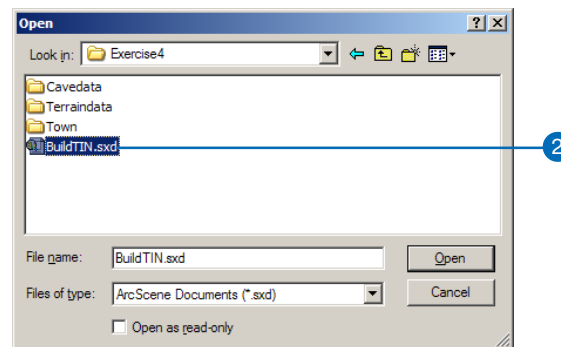 Open
Look in: Exercise4
Cavedata
Terraindata
Town
BuildTIN.sxd
2
File name: BuildTIN.sxd Open
Files of type: ArcScene Documents (*.sxd) Cancel
Open as read-only